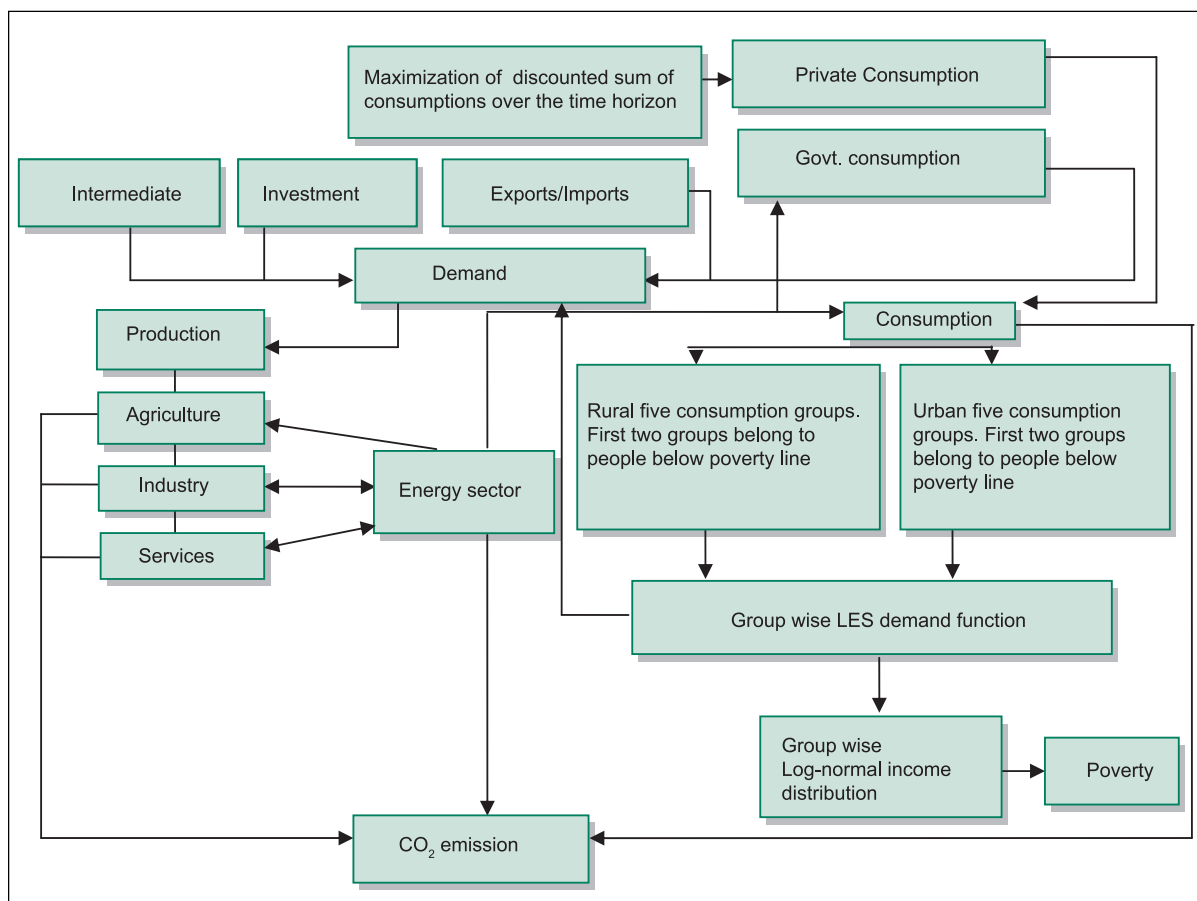 Maximization of discounted sum of
consumptions over the time horizon
Private Consumption
Govt. consumption
Intermediate
Investment
Exports/Imports
Demand
Consumption
Production
Agriculture
Industry
Services
Energy sector
Rural five consumption groups.
First two groups belong to
people below poverty line
Urban five consumption
groups. First two groups
belong to people below
poverty line
Group wise LES demand function
Group wise
Log-normal income
distribution
Poverty
CO₂ emission